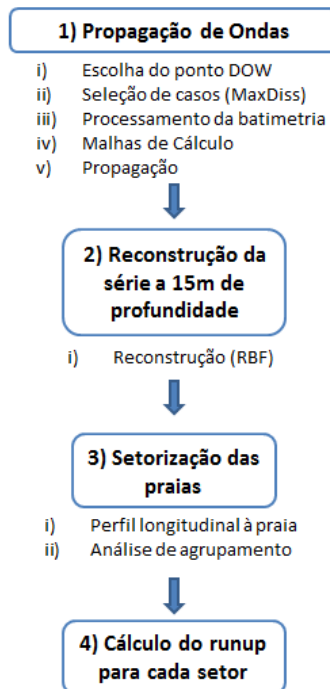 1) Propagação de Ondas
i) Escolha do ponto DOW
ii) Seleção de casos (MaxDiss)
iii) Processamento da batimetria
iv) Malhas de Cálculo
v) Propagação
2) Reconstrução da
série a 15m de
profundidade
i) Reconstrução (RBF)
3) Setorização das
praias
i) Perfil longitudinal à praia
ii) Análise de agrupamento
4) Cálculo do runup
para cada setor